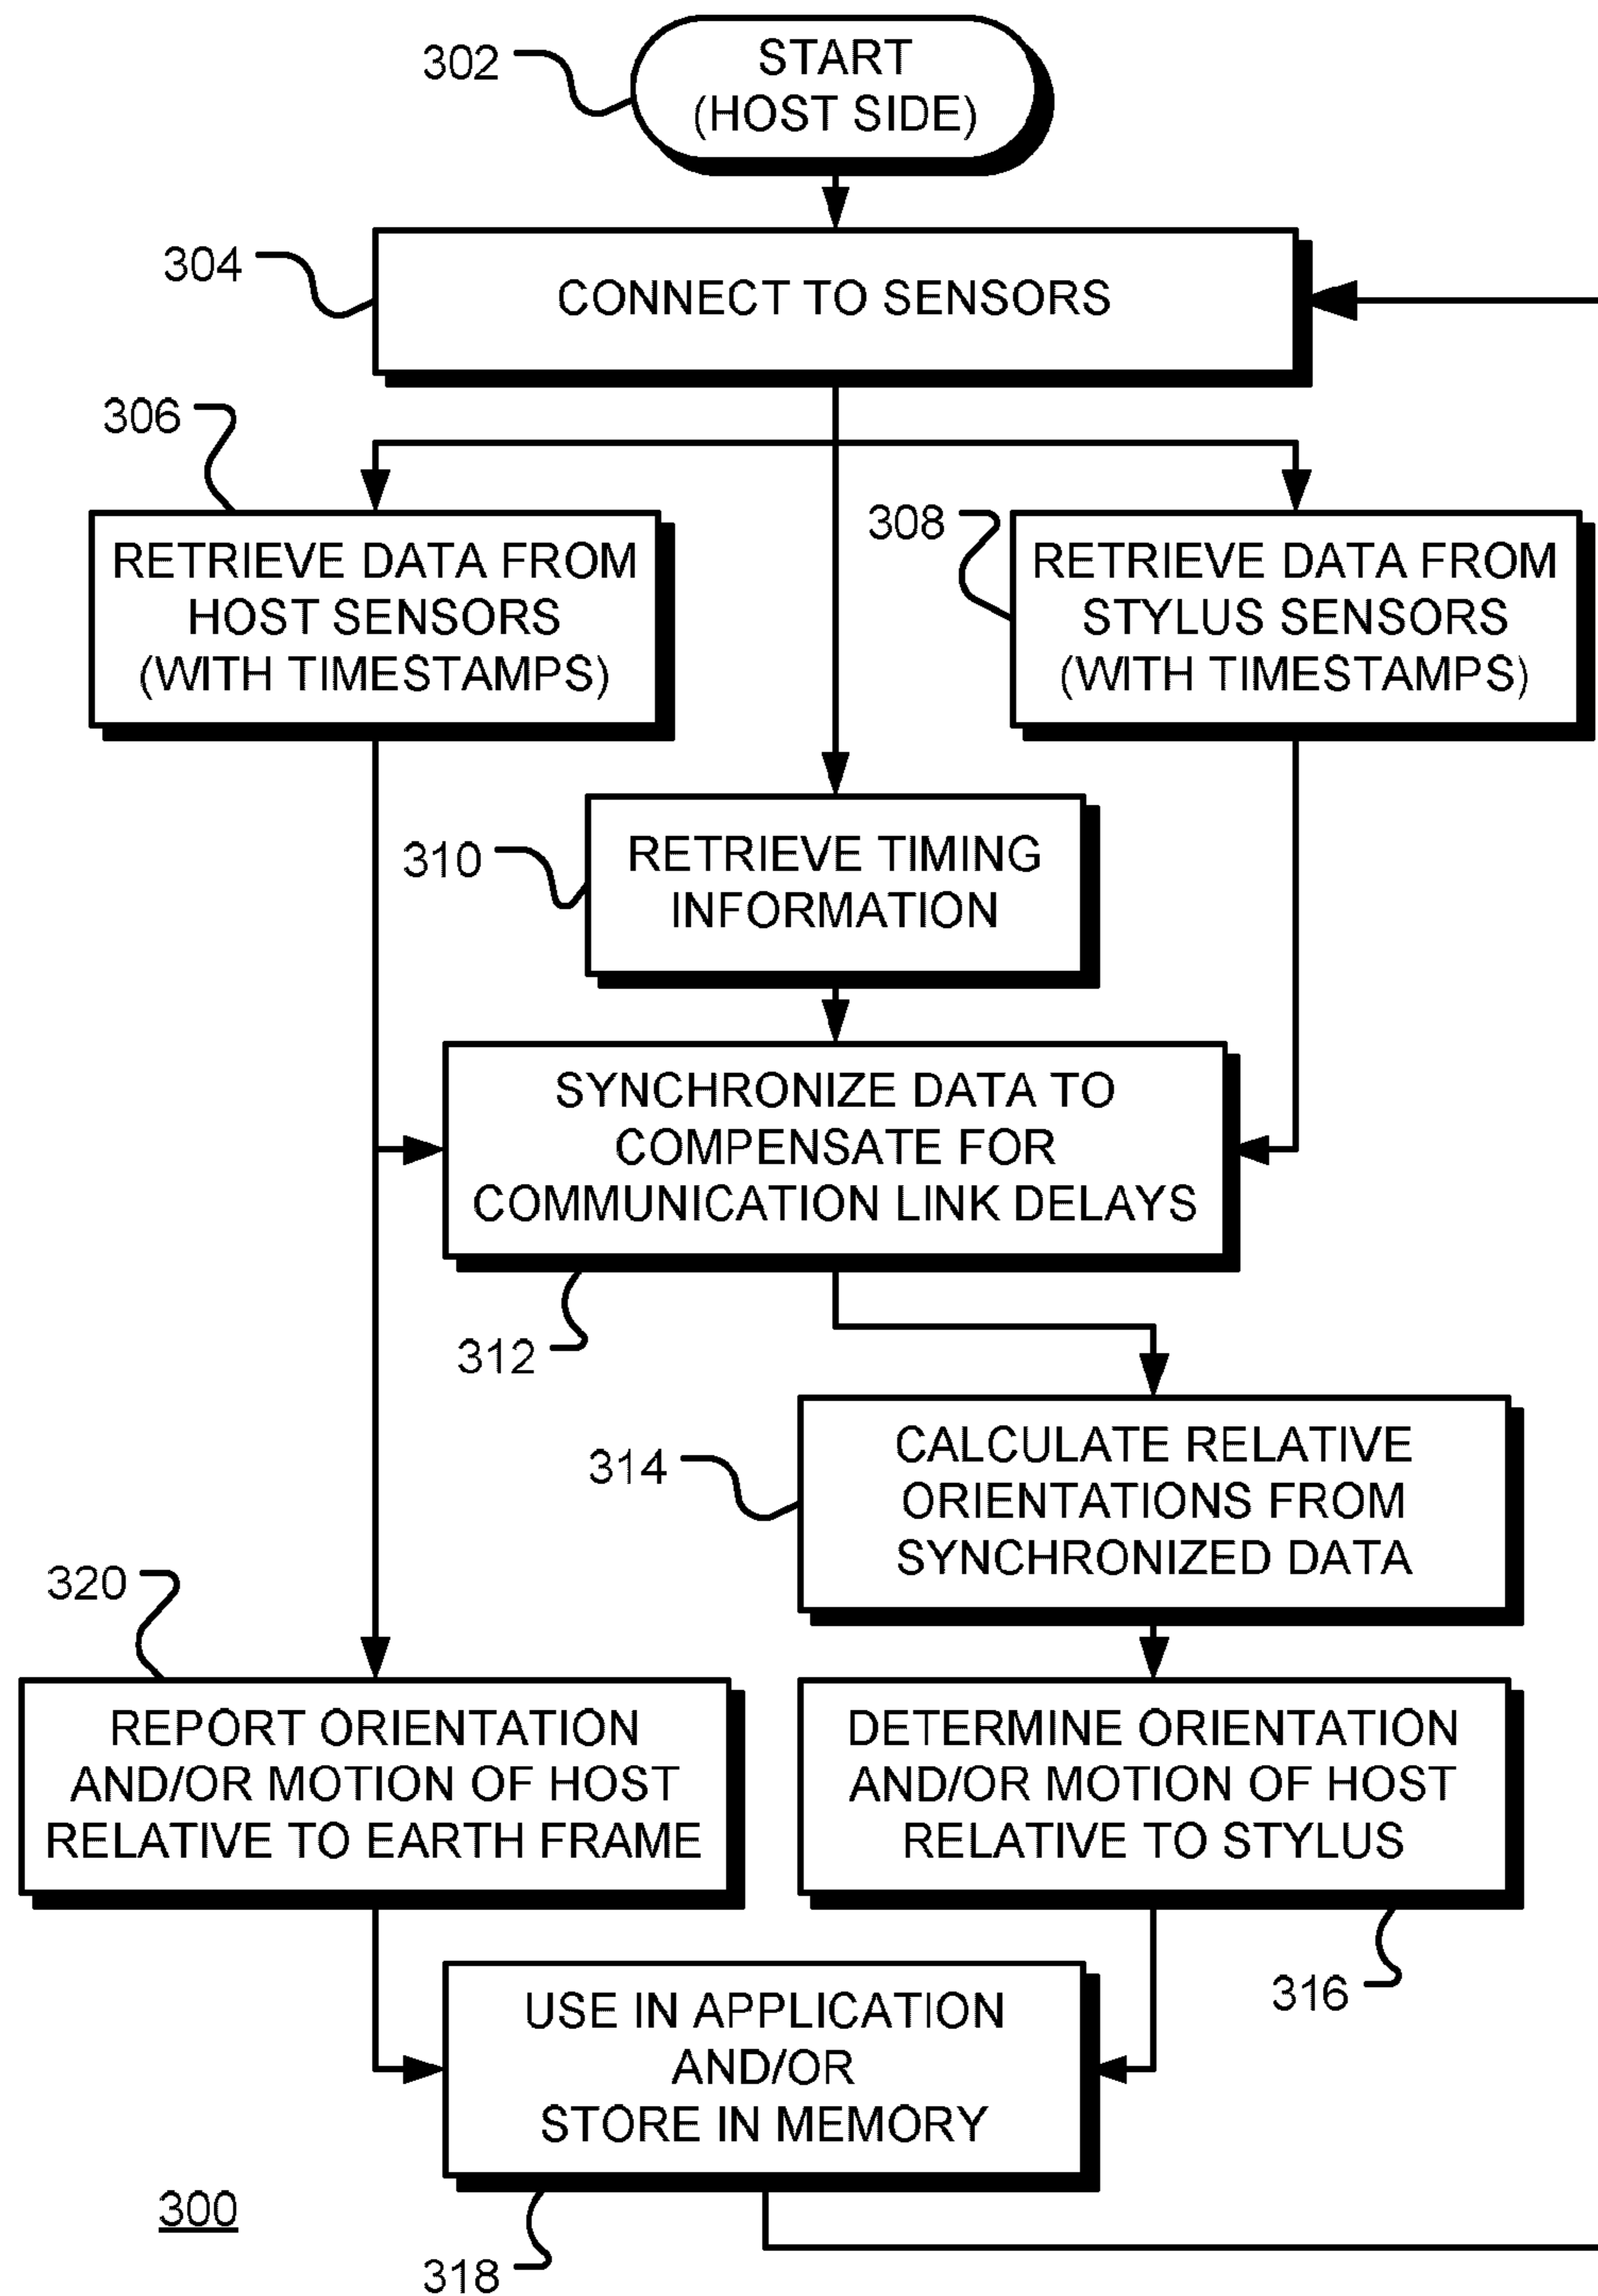 302
START
(HOST SIDE)
304
CONNECT TO SENSORS
306
RETRIEVE DATA FROM
HOST SENSORS
(WITH TIMESTAMPS)
308
RETRIEVE DATA FROM
STYLUS SENSORS
(WITH TIMESTAMPS)
310
RETRIEVE TIMING
INFORMATION
SYNCHRONIZE DATA TO
COMPENSATE FOR
COMMUNICATION LINK DELAYS
312
314
CALCULATE RELATIVE
ORIENTATIONS FROM
SYNCHRONIZED DATA
320
REPORT ORIENTATION
AND/OR MOTION OF HOST
RELATIVE TO EARTH FRAME
DETERMINE ORIENTATION
AND/OR MOTION OF HOST
RELATIVE TO STYLUS
316
USE IN APPLICATION
AND/OR
STORE IN MEMORY
300
318